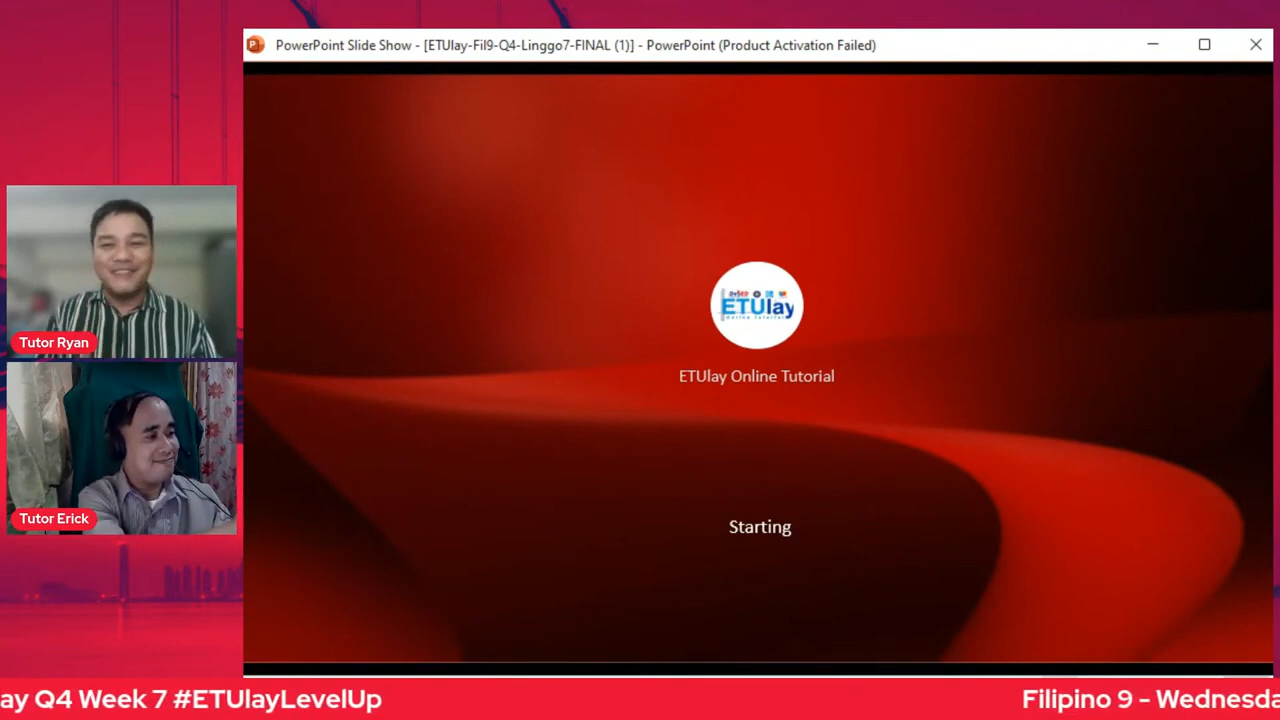 PowerPoint Slide Show - [ETUlay-Fil9-Q4-Linggo7-FINAL (1)] - PowerPoint (Product Activation Failed)
ETUlay
ETUlay Online Tutorial
Starting
Tutor Ryan
Tutor Erick
ay Q4 Week 7 #ETUlayLevelUp
Filipino 9 - Wednesda